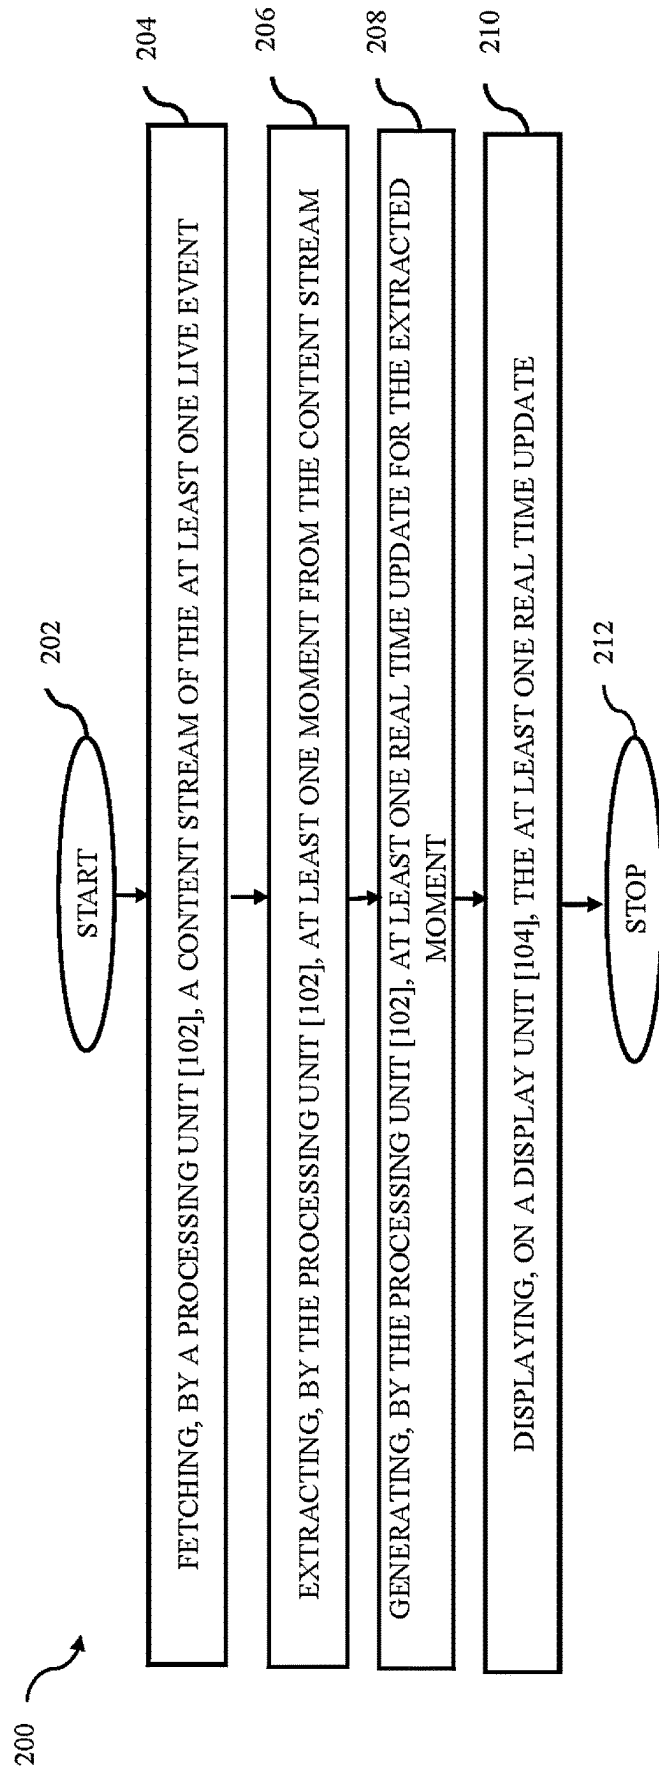 200
START
202
204
FETCHING, BY A PROCESSING UNIT [102], A CONTENT STREAM OF THE AT LEAST ONE LIVE EVENT
206
EXTRACTING, BY THE PROCESSING UNIT [102], AT LEAST ONE MOMENT FROM THE CONTENT STREAM
208
GENERATING, BY THE PROCESSING UNIT [102], AT LEAST ONE REAL TIME UPDATE FOR THE EXTRACTED
MOMENT
210
DISPLAYING, ON A DISPLAY UNIT [104], THE AT LEAST ONE REAL TIME UPDATE
212
STOP